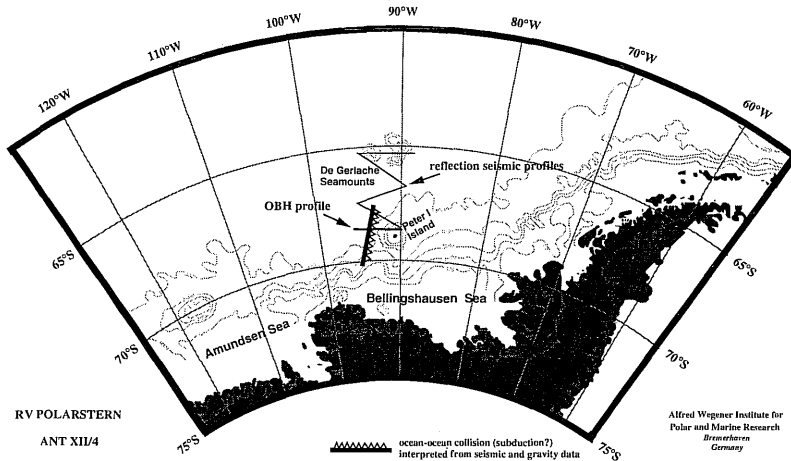 120°W
110°W
100°W
90°W
80°W
70°W
60°W
De Gerlache
Seamounts
reflection seismic profiles
OBH profile
Peter I
Island
65°S
65°S
Bellingshausen Sea
Amundsen Sea
70°S
70°S
75°S
75°S
RV POLARSTERN
ANT XII/4
ocean-ocean collision (subduction?)
interpreted from seismic and gravity data
Alfred Wegener Institute for
Polar and Marine Research
Bremerhaven
Germany